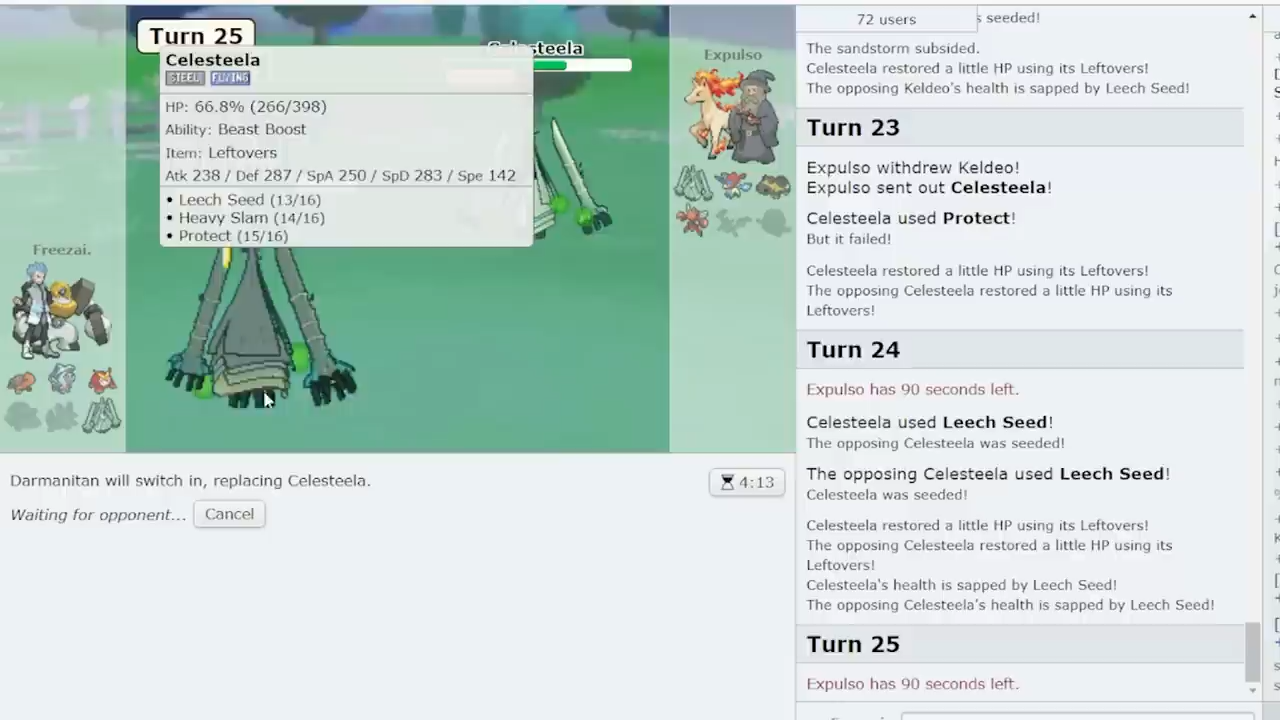 Turn 25
Celesteela
STEEL FLYING
HP: 66.8% (266/398)
Ability: Beast Boost
Item: Leftovers
Atk 238 / Def 287 / SpA 250 / SpD 283 / Spe 142
• Leech Seed (13/16)
• Heavy Slam (14/16)
• Protect (15/16)
Freezai.
Expulso
Darmanitan will switch in, replacing Celesteela.
Waiting for opponent... Cancel
4:13
72 users
s seeded!
The sandstorm subsided.
Celesteela restored a little HP using its Leftovers!
The opposing Keldeo's health is sapped by Leech Seed!
Turn 23
Expulso withdrew Keldeo!
Expulso sent out Celesteela!
Celesteela used Protect!
But it failed!
Celesteela restored a little HP using its Leftovers!
The opposing Celesteela restored a little HP using its
Leftovers!
Turn 24
Expulso has 90 seconds left.
Celesteela used Leech Seed!
The opposing Celesteela was seeded!
The opposing Celesteela used Leech Seed!
Celesteela was seeded!
Celesteela restored a little HP using its Leftovers!
The opposing Celesteela restored a little HP using its
Leftovers!
Celesteela's health is sapped by Leech Seed!
The opposing Celesteela's health is sapped by Leech Seed!
Turn 25
Expulso has 90 seconds left.